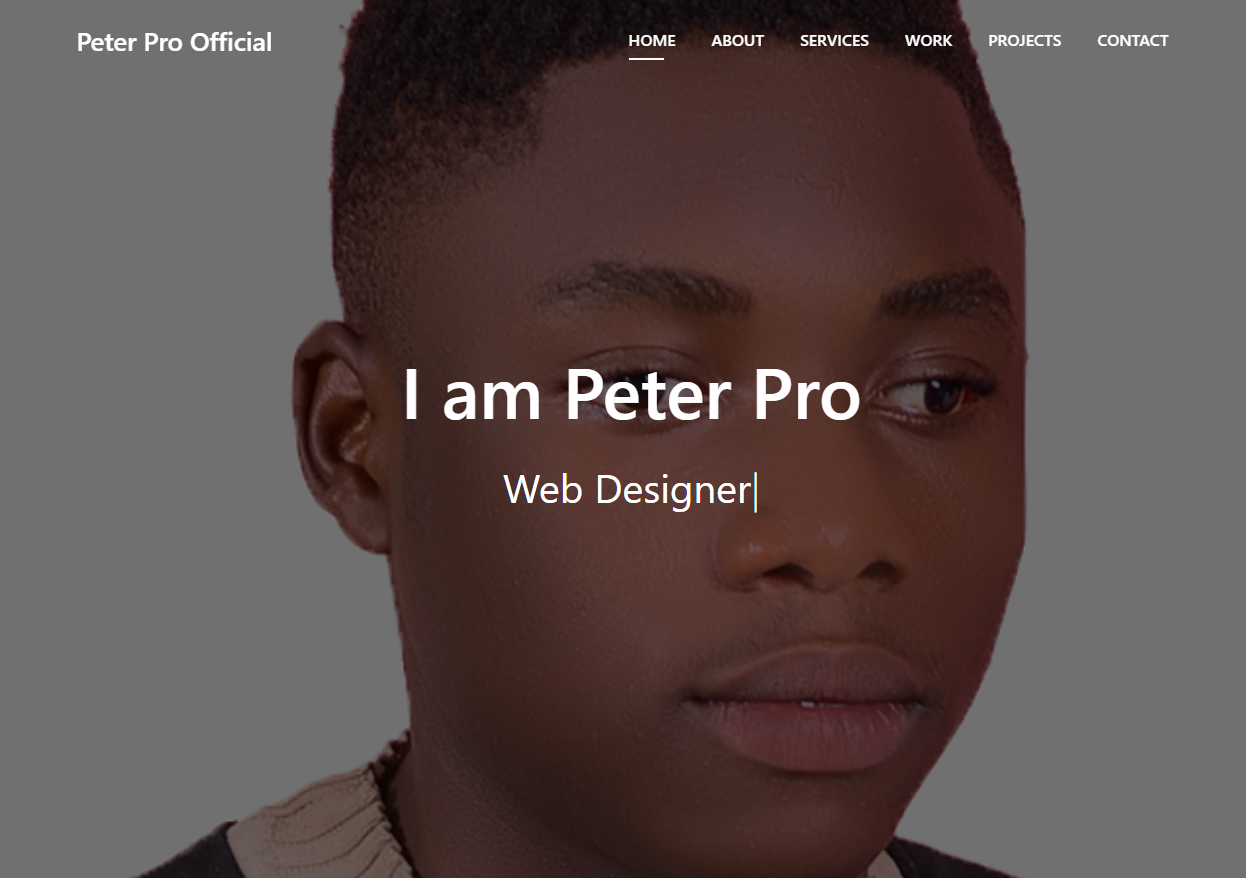 Peter Pro Official
HOME ABOUT SERVICES WORK PROJECTS CONTACT
I am Peter Pro
Web Designer